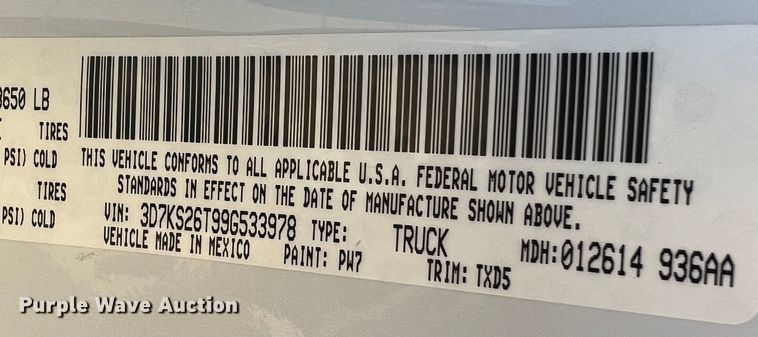 650 LB
TIRES
PSI) COLD
TIRES
PSI) COLD
THIS VEHICLE CONFORMS TO ALL APPLICABLE U.S.A. FEDERAL MOTOR VEHICLE SAFETY
STANDARDS IN EFFECT ON THE DATE OF MANUFACTURE SHOWN ABOVE.
VIN: 3D7KS26T99G533978 TYPE: TRUCK MDH:012614 936AA
VEHICLE MADE IN MEXICO PAINT: PW7 TRIM: TXD5
Purple Wave Auction